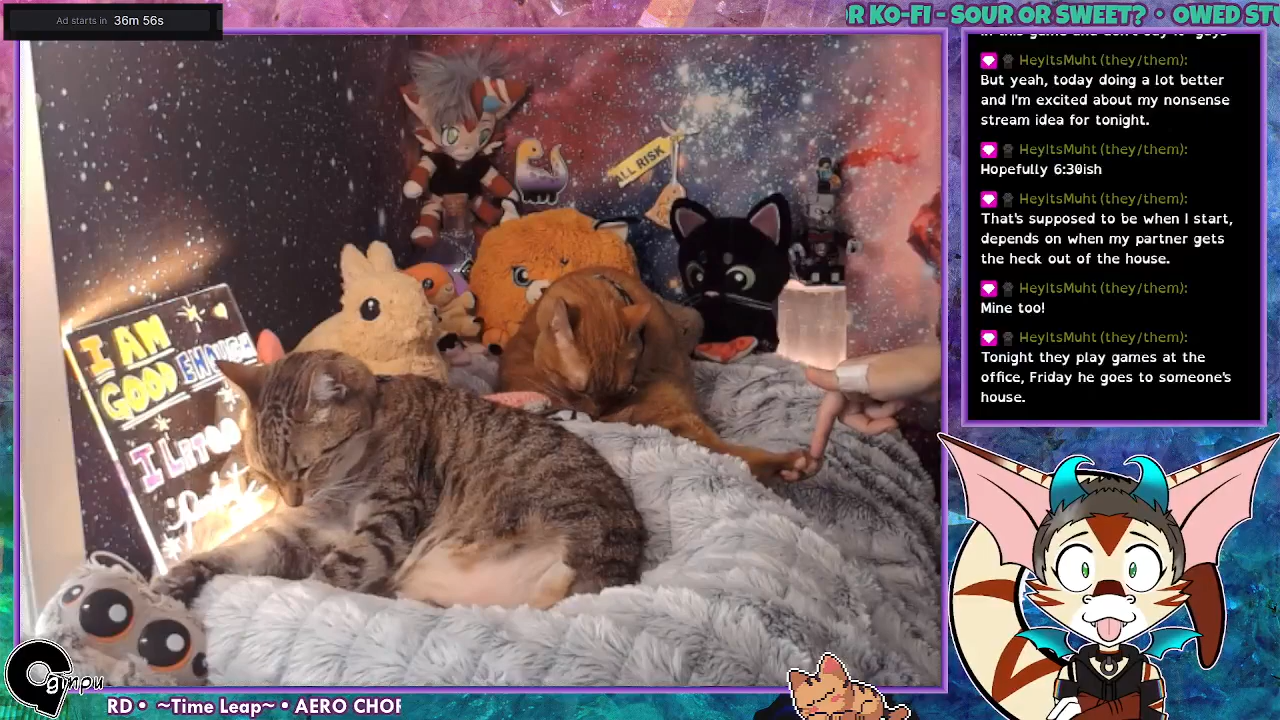 Ad starts in 36m 56s
R KO-FI - SOUR OR SWEET? • OWED ST
HeyItsMuht (they/them):
But yeah, today doing a lot better
and I'm excited about my nonsense
stream idea for tonight.
HeyItsMuht (they/them):
Hopefully 6:30ish
HeyItsMuht (they/them):
That's supposed to be when I start,
depends on when my partner gets
the heck out of the house.
HeyItsMuht (they/them):
Mine too!
HeyItsMuht (they/them):
Tonight they play games at the
office, Friday he goes to someone's
house.
ALL RISK
I AM
GOOD ENOUGH
ginpu
RD • ~Time Leap~ • AERO CHOR